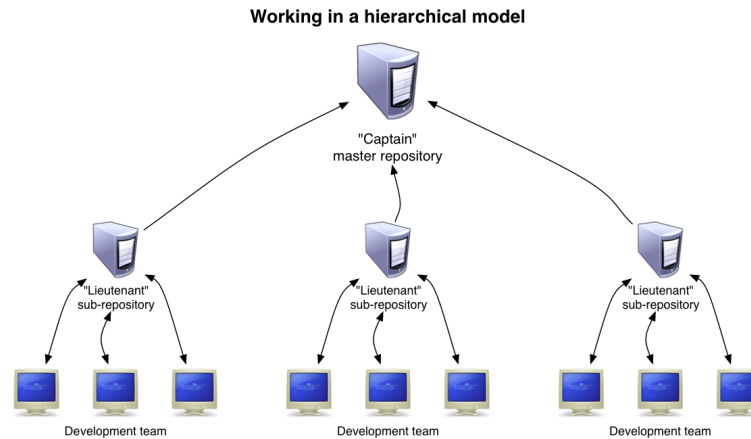 Working in a hierarchical model
"Captain"
master repository
"Lieutenant"
sub-repository
"Lieutenant"
sub-repository
"Lieutenant"
sub-repository
Development team
Development team
Development team